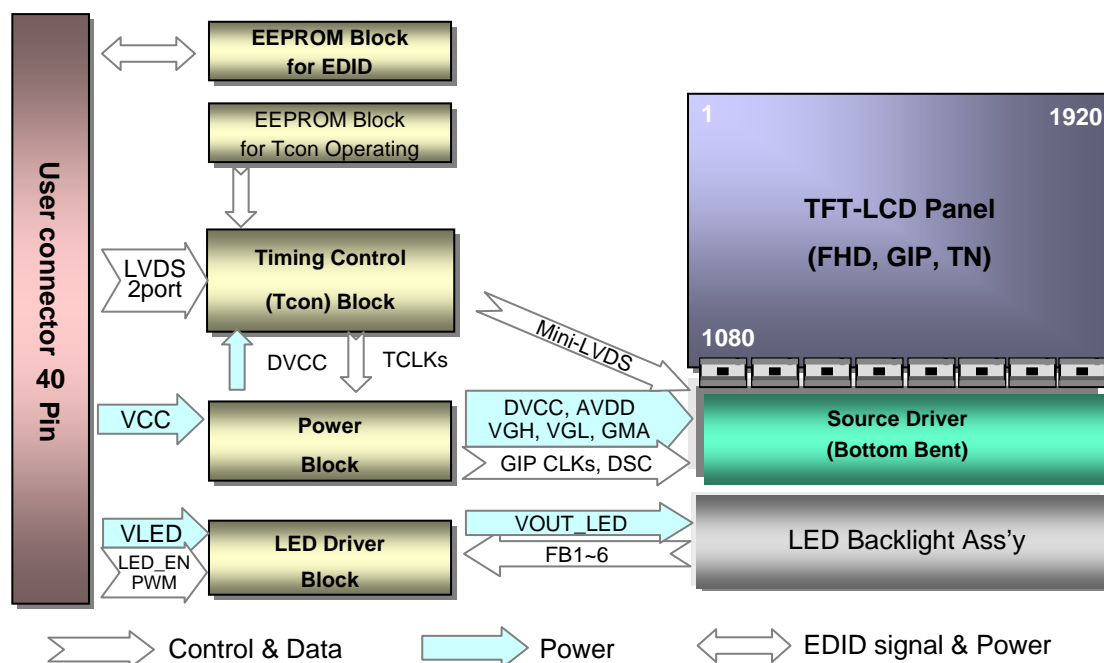 User connector 40 Pin
EEPROM Block
for EDID
EEPROM Block
for Tcon Operating
LVDS
2port
Timing Control
(Tcon) Block
DVCC
TCLKs
Mini-LVDS
VCC
Power
Block
DVCC, AVDD
VGH, VGL, GMA
GIP CLKs, DSC
VLED
LED_EN
PWM
LED Driver
Block
VOUT_LED
FB1~6
1
1920
TFT-LCD Panel
(FHD, GIP, TN)
1080
Source Driver
(Bottom Bent)
LED Backlight Ass'y
Control & Data
Power
EDID signal & Power